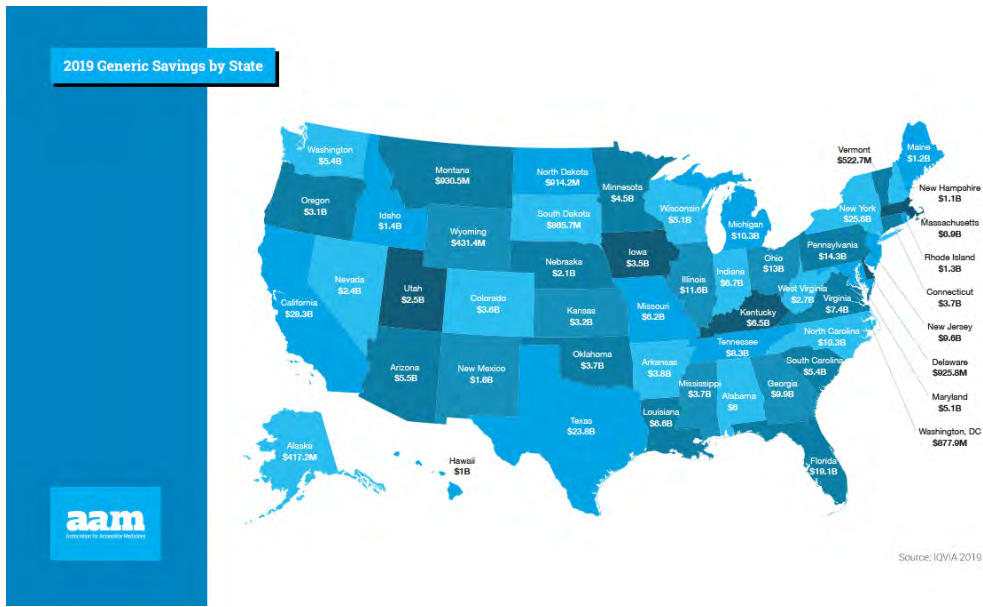 2019 Generic Savings by State
Washington
$5.4B
Oregon
$3.1B
California
$28.3B
Nevada
$2.4B
Idaho
$1.4B
Montana
$930.5M
Wyoming
$431.4M
Utah
$2.5B
Colorado
$3.6B
Arizona
$5.5B
New Mexico
$1.6B
North Dakota
$914.2M
South Dakota
$885.7M
Nebraska
$2.1B
Kansas
$3.2B
Oklahoma
$3.7B
Texas
$23.8B
Minnesota
$4.5B
Iowa
$3.5B
Missouri
$6.2B
Arkansas
$3.8B
Louisiana
$6.6B
Wisconsin
$5.1B
Illinois
$11.6B
Michigan
$10.3B
Indiana
$6.7B
Ohio
$13B
Kentucky
$6.5B
Tennessee
$8.3B
Mississippi
$3.7B
Alabama
$6
Georgia
$9.9B
Florida
$19.1B
South Carolina
$5.4B
North Carolina
$10.3B
Virginia
$7.4B
West Virginia
$2.7B
Pennsylvania
$14.3B
New York
$25.6B
Vermont
$522.7M
Maine
$1.2B
New Hampshire
$1.1B
Massachusetts
$6.9B
Rhode Island
$1.3B
Connecticut
$3.7B
New Jersey
$9.6B
Delaware
$925.8M
Maryland
$5.1B
Washington, DC
$877.9M
Alaska
$417.2M
Hawaii
$1B
aam
Association for Accessible Medicines
Source: IQVIA 2019